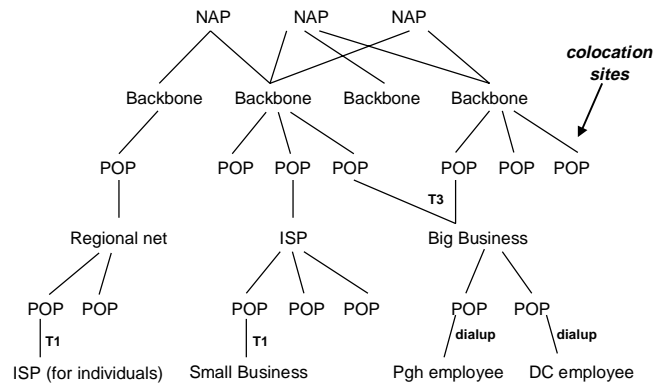 NAP NAP NAP
colocation
sites
Backbone Backbone Backbone Backbone
POP POP POP POP POP POP POP
T3
Regional net ISP Big Business
POP POP POP POP POP POP POP
T1 T1 dialup dialup
ISP (for individuals) Small Business Pgh employee DC employee